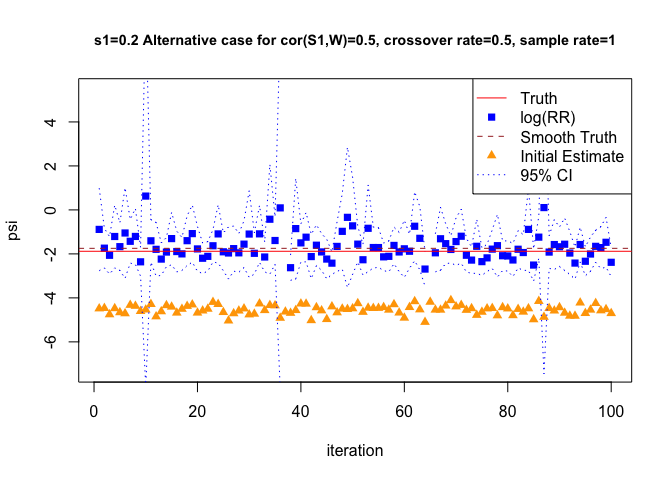 s1=0.2 Alternative case for cor(S1,W)=0.5, crossover rate=0.5, sample rate=1
Truth
log(RR)
Smooth Truth
Initial Estimate
95% CI
psi
4
2
0
-2
-4
-6
0 20 40 60 80 100
iteration